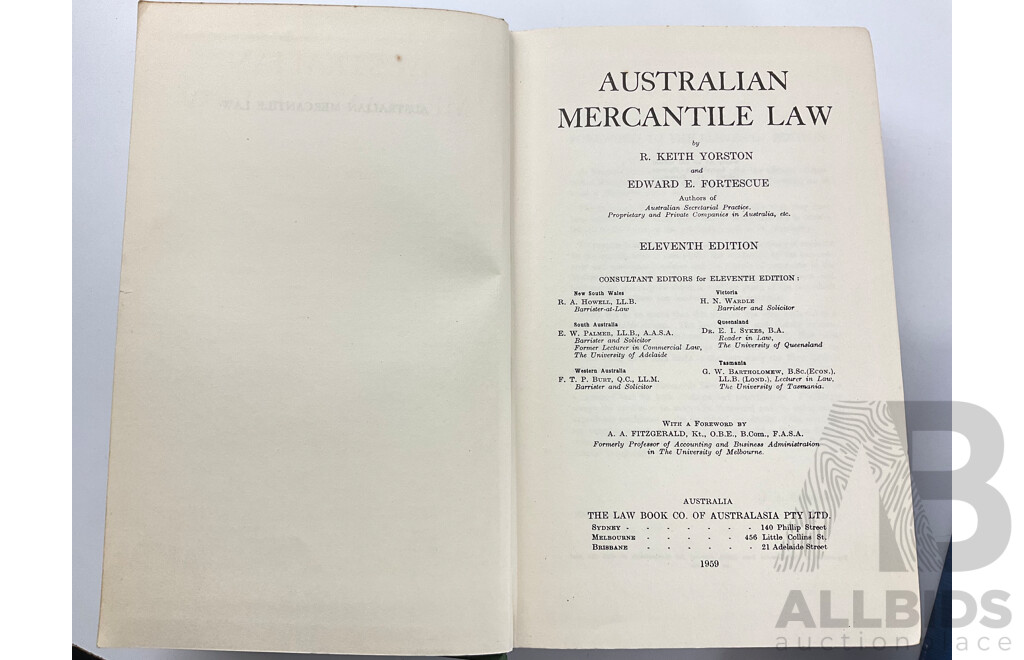 AUSTRALIAN
MERCANTILE LAW
by
R. KEITH YORSTON
and
EDWARD E. FORTESCUE
Authors of
Australian Secretarial Practice,
Proprietary and Private Companies in Australia, etc.
ELEVENTH EDITION
CONSULTANT EDITORS for ELEVENTH EDITION:
New South Wales
R. A. HOWELL, LL.B.
Barrister-at-Law
South Australia
E. W. PALMER, LL.B., A.A.S.A.
Barrister and Solicitor
Former Lecturer in Commercial Law,
The University of Adelaide
Western Australia
F. T. P. BURT, Q.C., LL.M.
Barrister and Solicitor
Victoria
H. N. WARDLE
Barrister and Solicitor
Queensland
DR. E. I. SYKES, B.A.
Reader in Law,
The University of Queensland
Tasmania
G. W. BARTHOLOMEW, B.Sc.(ECON.),
LL.B. (LOND.), Lecturer in Law,
The University of Tasmania.
WITH A FOREWORD BY
A. A. FITZGERALD, Kt., O.B.E., B.Com., F.A.S.A.
Formerly Professor of Accounting and Business Administration
in The University of Melbourne.
AUSTRALIA
THE LAW BOOK CO. OF AUSTRALASIA PTY LTD.
SYDNEY - - - - - - - 140 Phillip Street
MELBOURNE - - - - - 456 Little Collins St.
BRISBANE - - - - - - 21 Adelaide Street
1959
AB
ALLBIDS
auctionplace